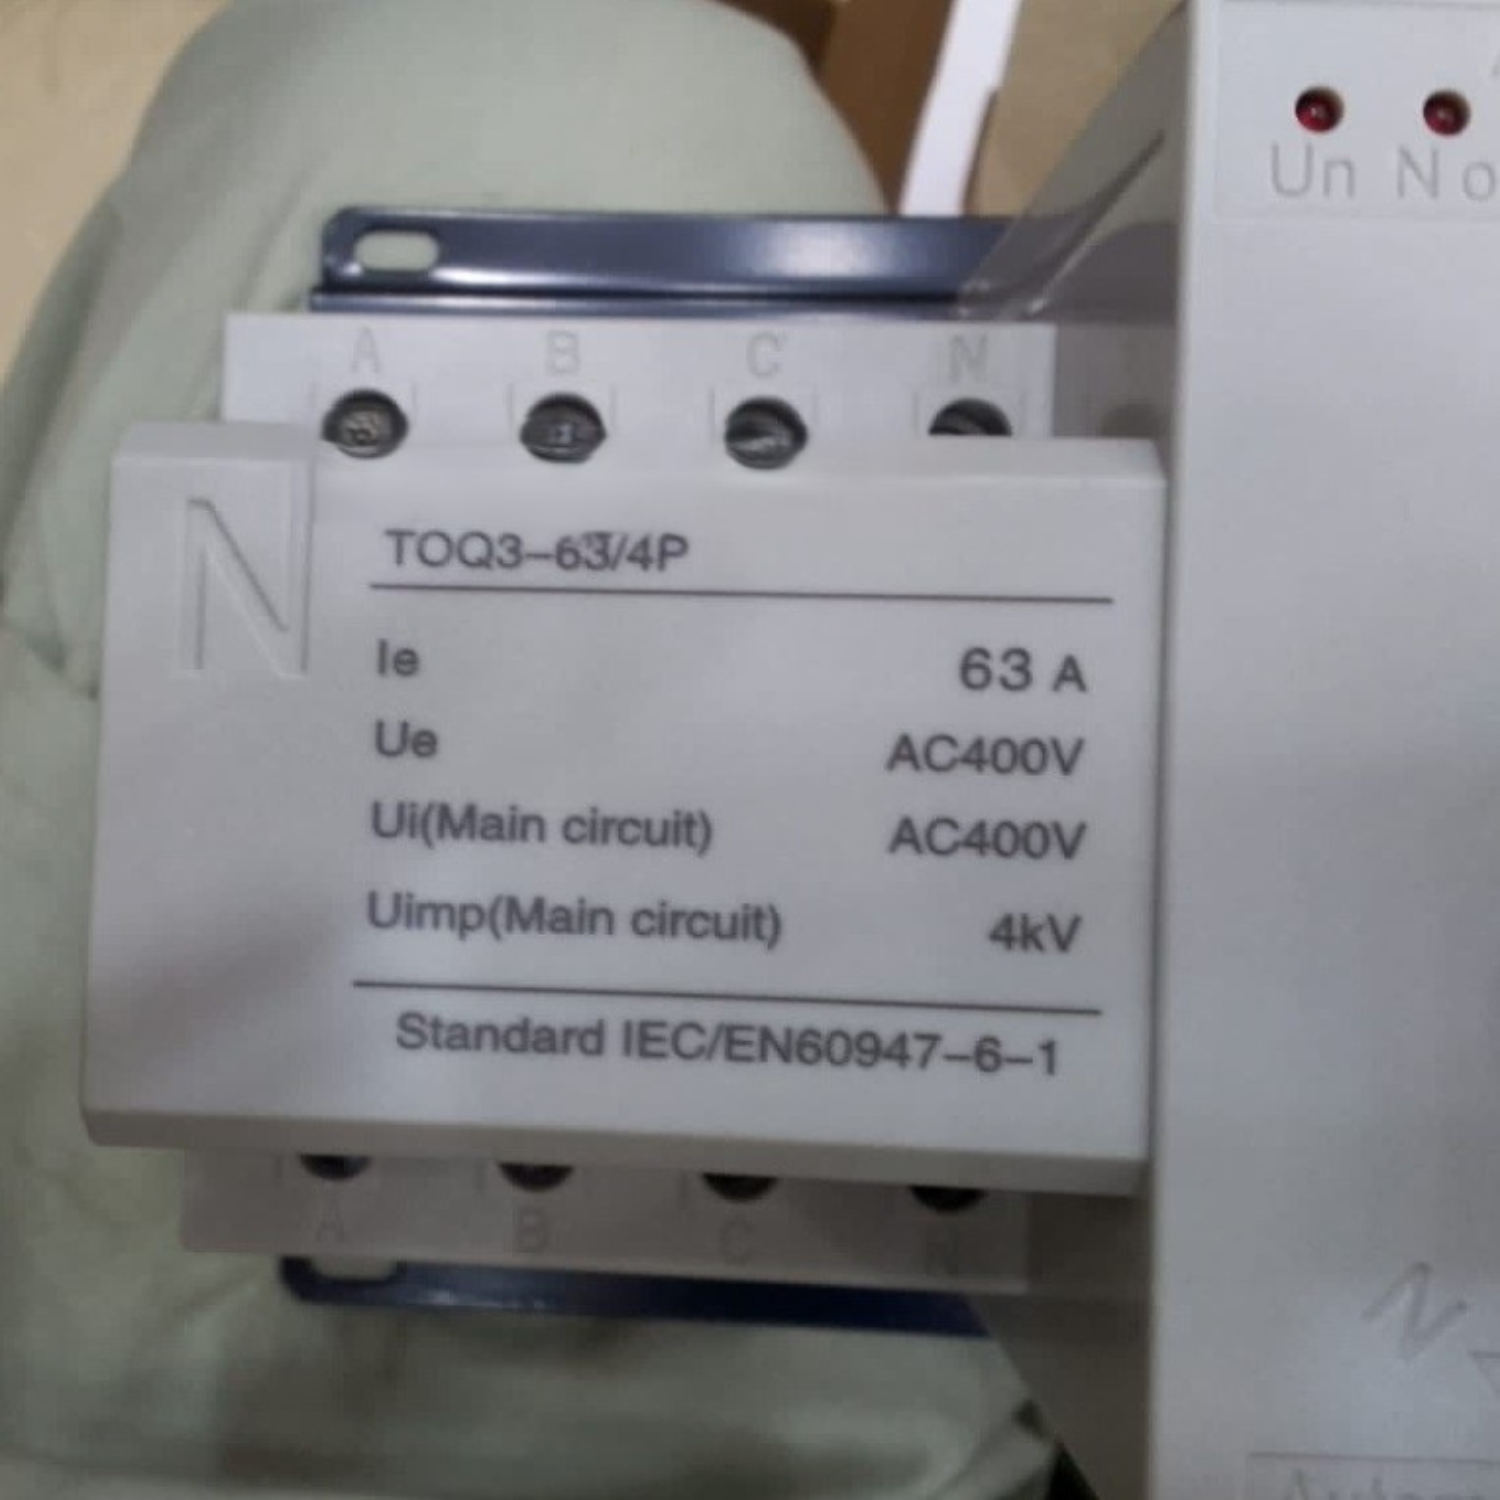 Un No
A B C N
N
TOQ3-63/4P
Ie 63 A
Ue AC400V
Ui(Main circuit) AC400V
Uimp(Main circuit) 4kV
Standard IEC/EN60947-6-1
A B C N
N